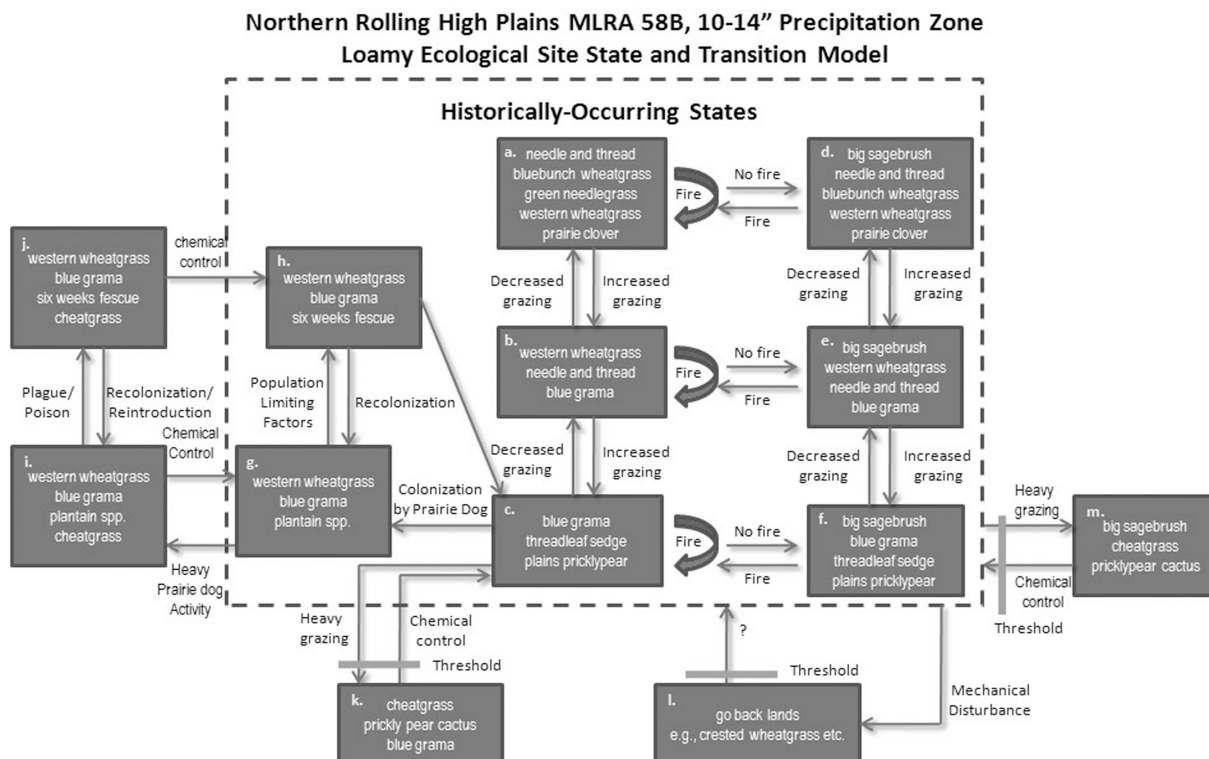 Northern Rolling High Plains MLRA 58B, 10-14” Precipitation Zone
Loamy Ecological Site State and Transition Model
Historically-Occurring States
a.
needle and thread
bluebunch wheatgrass
green needlegrass
western wheatgrass
prairie clover
Fire
No fire
Fire
d.
big sagebrush
needle and thread
bluebunch wheatgrass
western wheatgrass
prairie clover
j.
western wheatgrass
blue grama
six weeks fescue
cheatgrass
chemical
control
h.
western wheatgrass
blue grama
six weeks fescue
Decreased
grazing
Increased
grazing
Decreased
grazing
Increased
grazing
b.
western wheatgrass
needle and thread
blue grama
Fire
No fire
Fire
e.
big sagebrush
western wheatgrass
needle and thread
blue grama
Plague/
Poison
Recolonization/
Reintroduction
Chemical
Control
Population
Limiting
Factors
Recolonization
Decreased
grazing
Increased
grazing
Decreased
grazing
Increased
grazing
i.
western wheatgrass
blue grama
plantain spp.
cheatgrass
g.
western wheatgrass
blue grama
plantain spp.
Colonization
by Prairie Dog
c.
blue grama
threadleaf sedge
plains pricklypear
Fire
No fire
Fire
f.
big sagebrush
blue grama
threadleaf sedge
plains pricklypear
Heavy
grazing
m.
big sagebrush
cheatgrass
pricklypear cactus
Chemical
control
Threshold
Heavy
Prairie dog
Activity
Heavy
grazing
Chemical
control
Threshold
k.
cheatgrass
prickly pear cactus
blue grama
?
Threshold
l.
go back lands
e.g., crested wheatgrass etc.
Mechanical
Disturbance